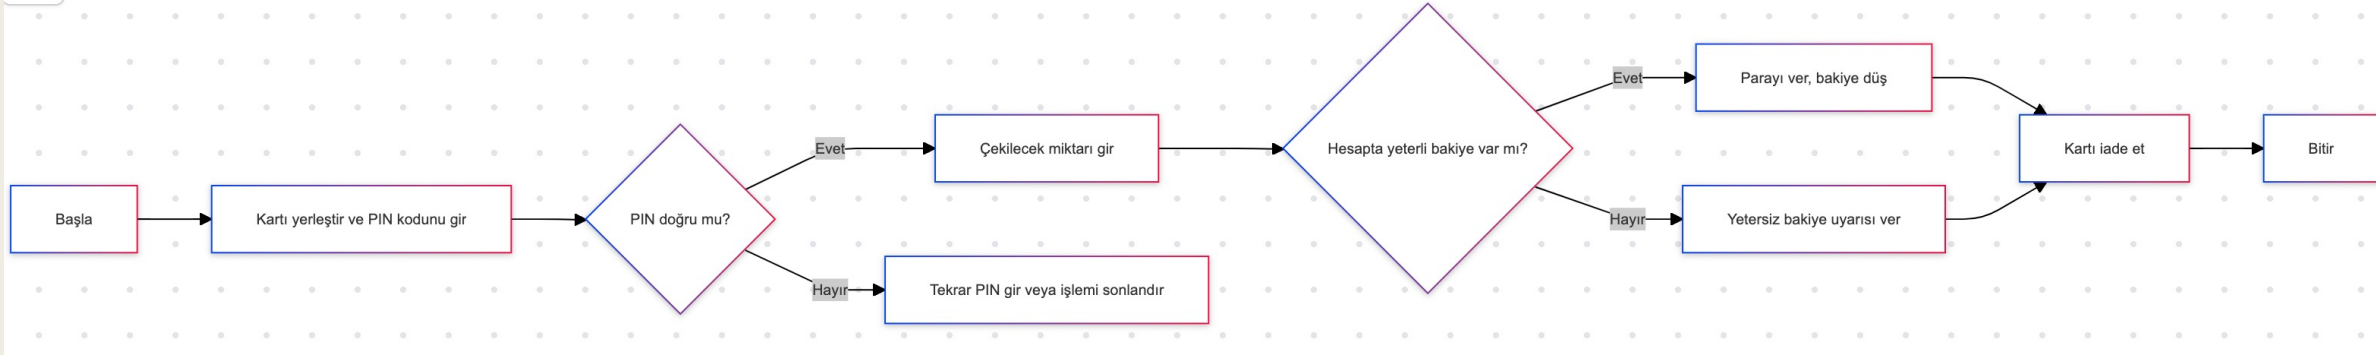 Başla
Kartı yerleştir ve PIN kodunu gir
PIN doğru mu?
Evet
Hayır
Çekilecek miktarı gir
Tekrar PIN gir veya işlemi sonlandır
Hesapta yeterli bakiye var mı?
Evet
Hayır
Parayı ver, bakiye düş
Yetersiz bakiye uyarısı ver
Kartı iade et
Bitir